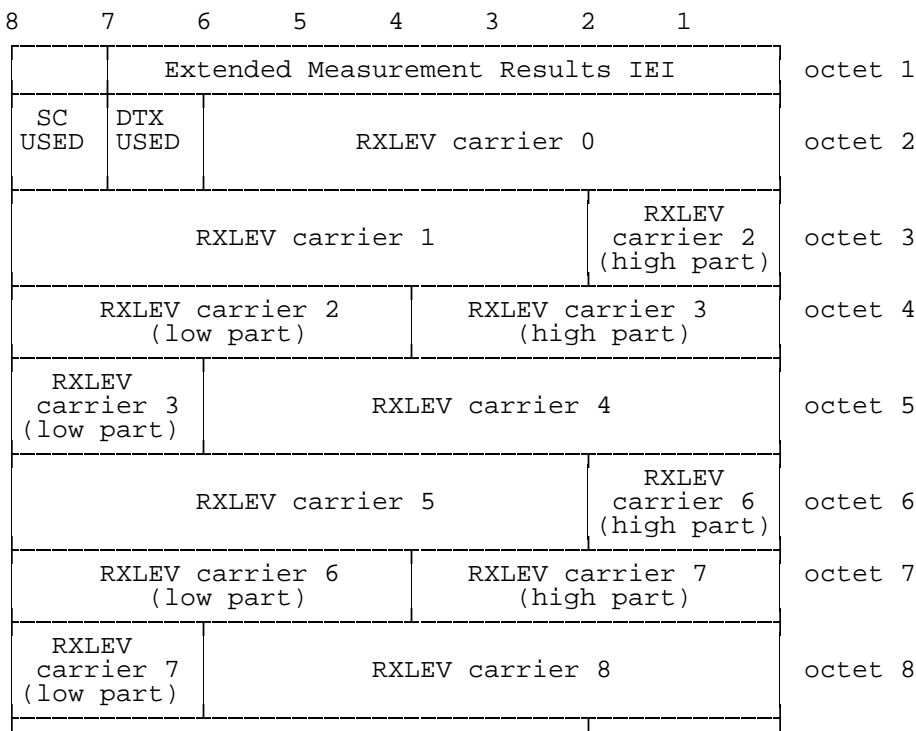 8 7 6 5 4 3 2 1
Extended Measurement Results IEI octet 1
SC DTX
USED USED RXLEV carrier 0 octet 2
RXLEV
RXLEV carrier 1 carrier 2 octet 3
(high part)
RXLEV carrier 2 RXLEV carrier 3 octet 4
(low part) (high part)
RXLEV
carrier 3 RXLEV carrier 4 octet 5
(low part)
RXLEV
RXLEV carrier 5 carrier 6 octet 6
(high part)
RXLEV carrier 6 RXLEV carrier 7 octet 7
(low part) (high part)
RXLEV
carrier 7 RXLEV carrier 8 octet 8
(low part)